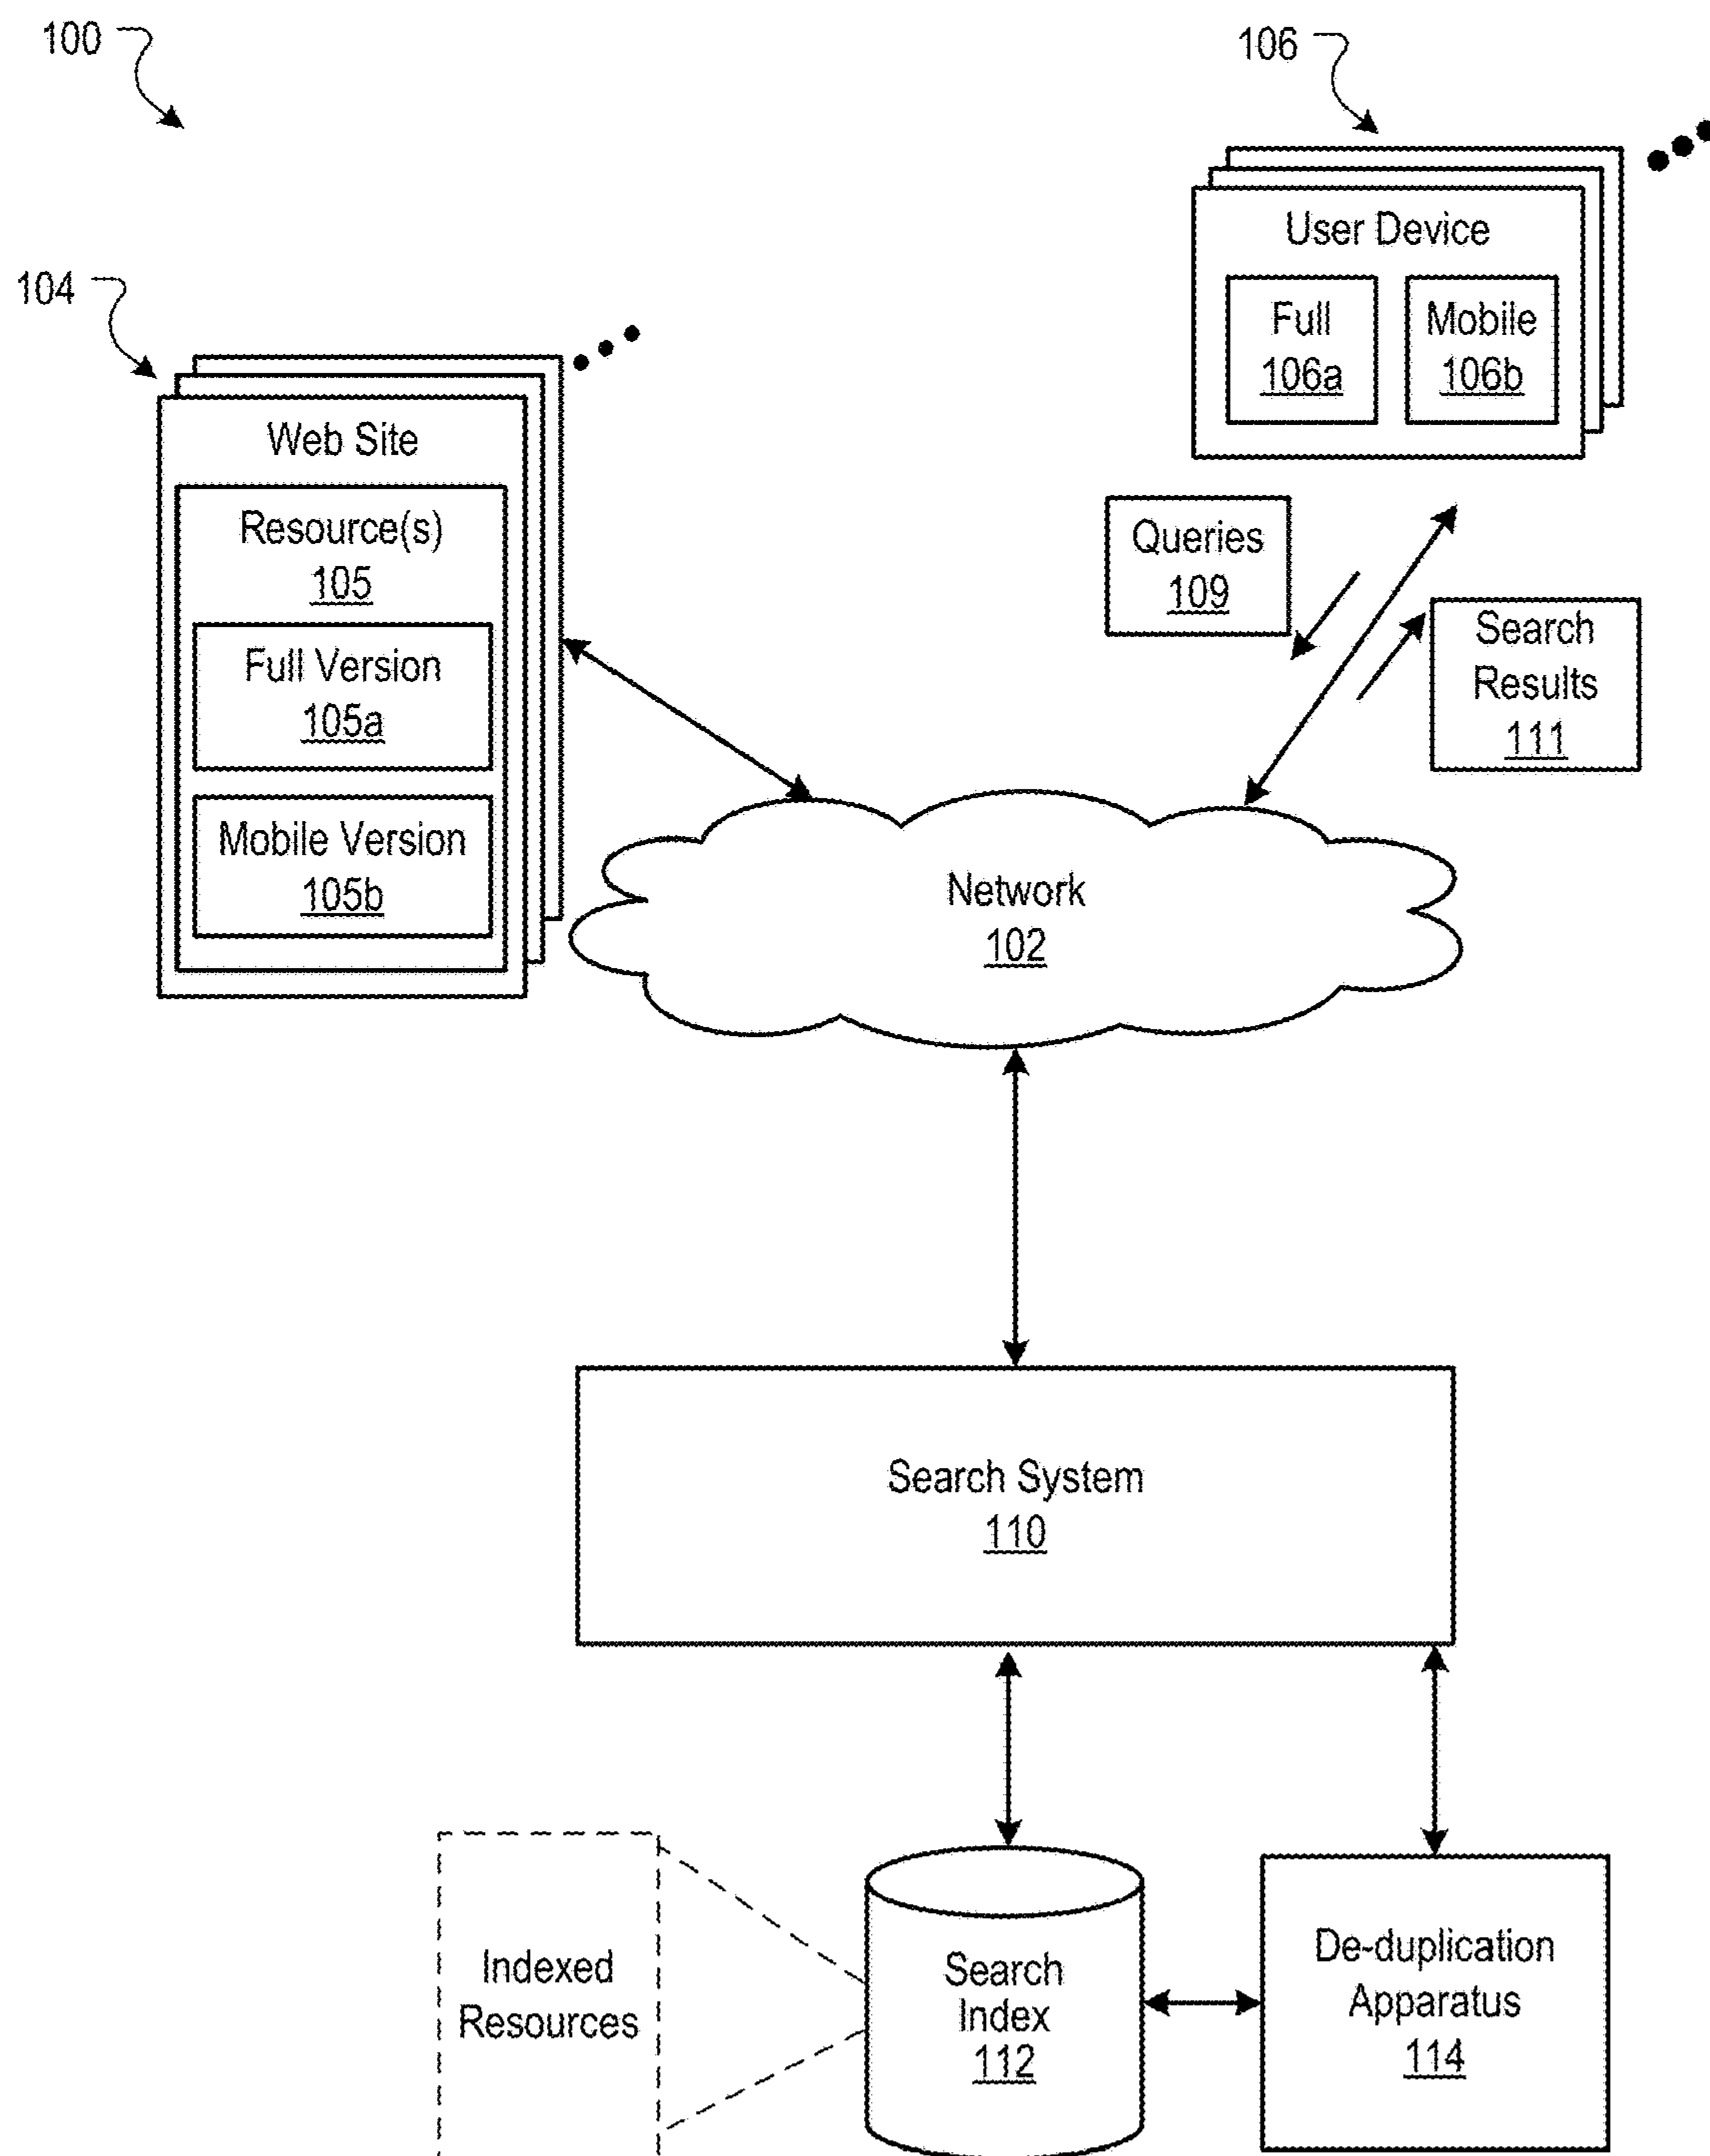 100
106
User Device
Full
106a
Mobile
106b
104
Web Site
Resource(s)
105
Full Version
105a
Mobile Version
105b
Queries
109
Search
Results
111
Network
102
Search System
110
Indexed
Resources
Search
Index
112
De-duplication
Apparatus
114